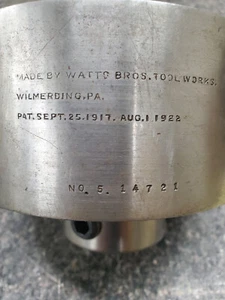 MADE BY WATTS BROS. TOOL WORKS.
WILMERDING, PA.
PAT. SEPT. 25. 1917. AUG. 1 1922
NO. 5. 14721